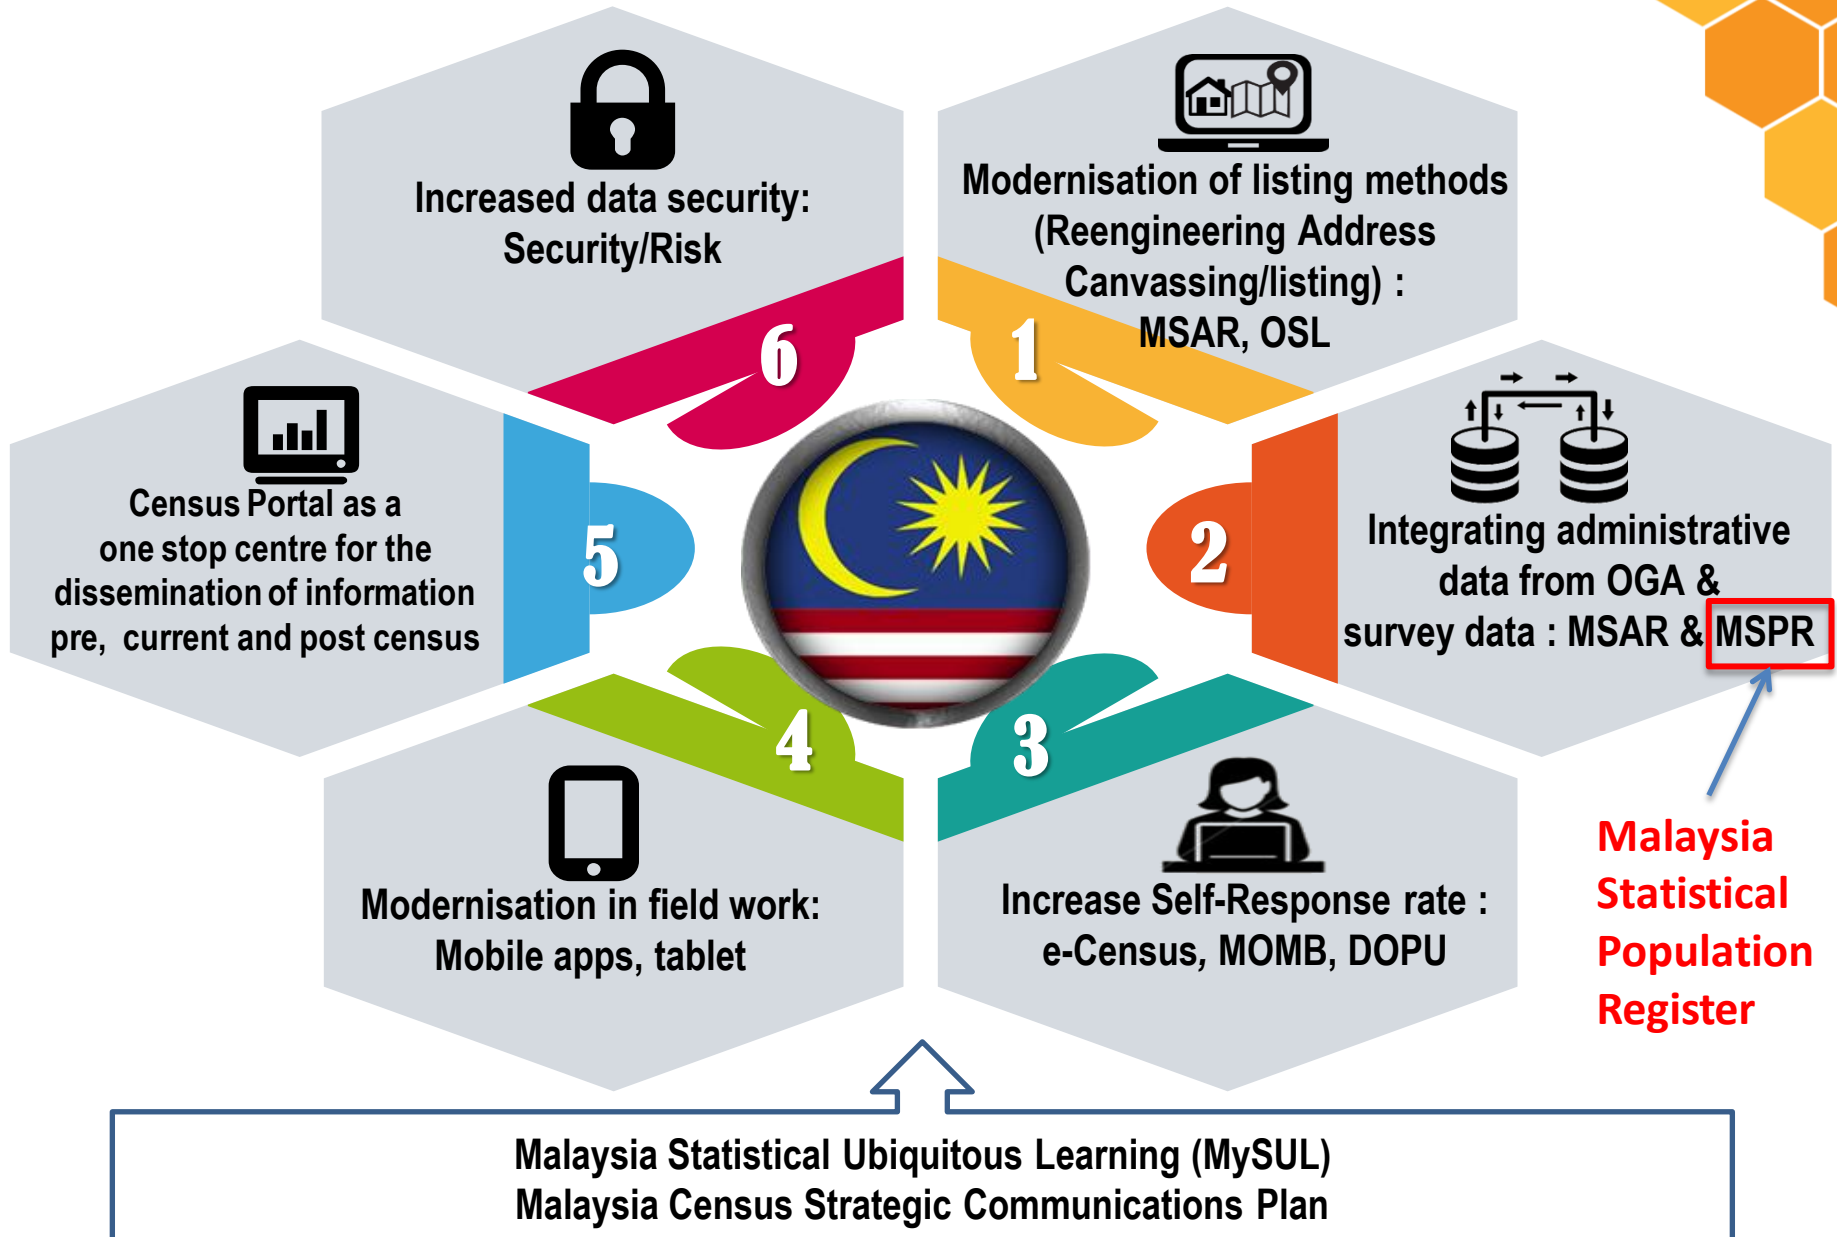 Increased data security:
Security/Risk
6
Modernisation of listing methods
(Reengineering Address
Canvassing/listing) :
MSAR, OSL
1
Integrating administrative
data from OGA &
survey data : MSAR & MSPR
2
Malaysia
Statistical
Population
Register
Increase Self-Response rate :
e-Census, MOMB, DOPU
3
Modernisation in field work:
Mobile apps, tablet
4
Census Portal as a
one stop centre for the
dissemination of information
pre, current and post census
5
Malaysia Statistical Ubiquitous Learning (MySUL)
Malaysia Census Strategic Communications Plan